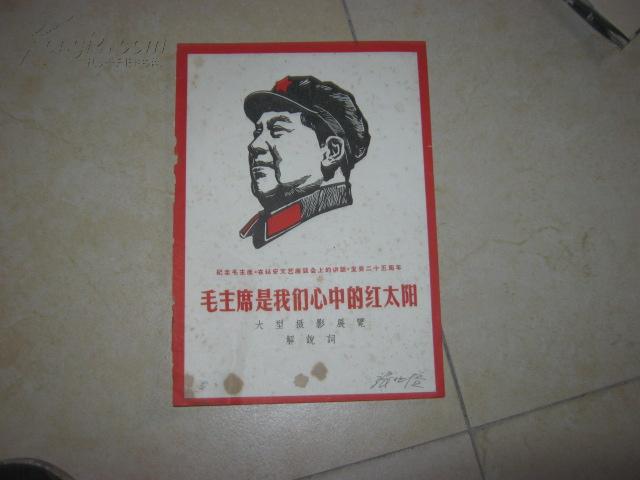 纪念毛主席《在延安文艺座谈会上的讲话》发表二十五周年
毛主席是我们心中的红太阳
大型摄影展览
解說词